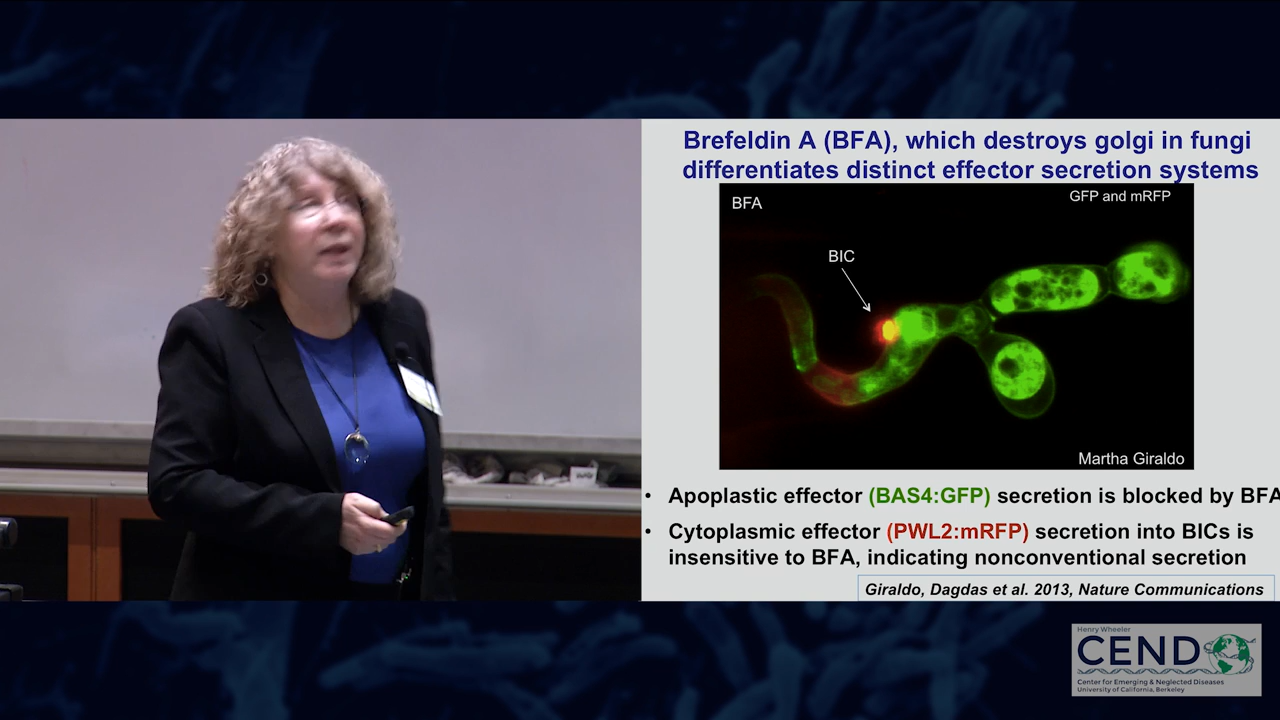 Brefeldin A (BFA), which destroys golgi in fungi
differentiates distinct effector secretion systems
BFA
GFP and mRFP
BIC
Martha Giraldo
• Apoplastic effector (BAS4:GFP) secretion is blocked by BFA
• Cytoplasmic effector (PWL2:mRFP) secretion into BICs is
insensitive to BFA, indicating nonconventional secretion
Giraldo, Dagdas et al. 2013, Nature Communications
Henry Wheeler
CEND
Center for Emerging & Neglected Diseases
University of California, Berkeley